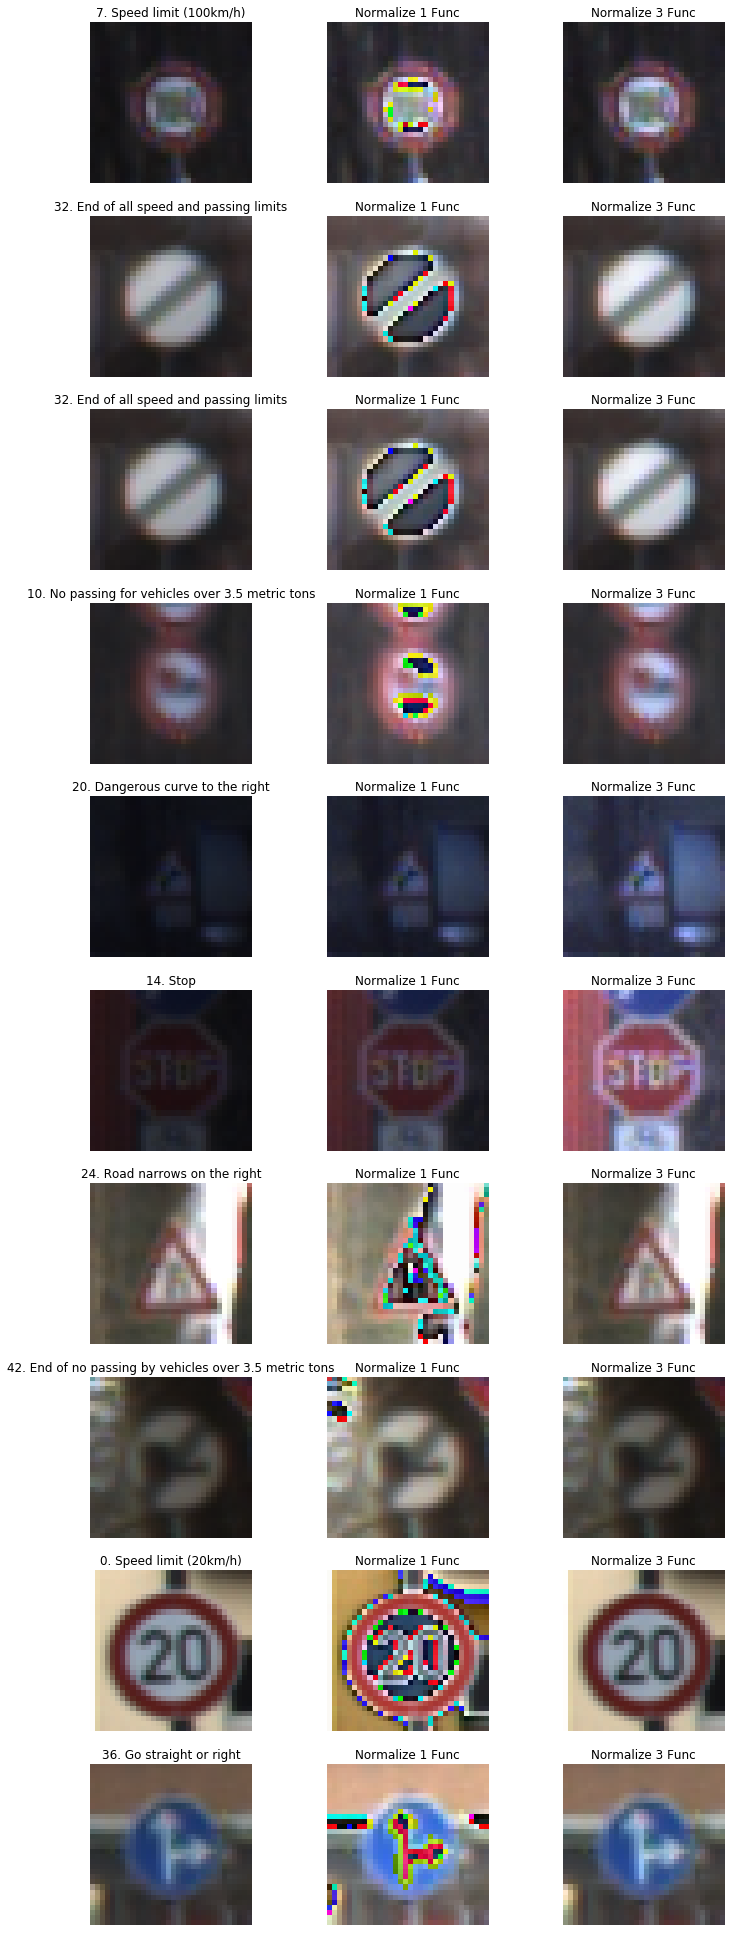 7. Speed limit (100km/h) Normalize 1 Func Normalize 3 Func
32. End of all speed and passing limits Normalize 1 Func Normalize 3 Func
32. End of all speed and passing limits Normalize 1 Func Normalize 3 Func
10. No passing for vehicles over 3.5 metric tons Normalize 1 Func Normalize 3 Func
20. Dangerous curve to the right Normalize 1 Func Normalize 3 Func
14. Stop Normalize 1 Func Normalize 3 Func
STOP STOP STOP
24. Road narrows on the right Normalize 1 Func Normalize 3 Func
42. End of no passing by vehicles over 3.5 metric tons Normalize 1 Func Normalize 3 Func
0. Speed limit (20km/h) Normalize 1 Func Normalize 3 Func
20 20 20
36. Go straight or right Normalize 1 Func Normalize 3 Func